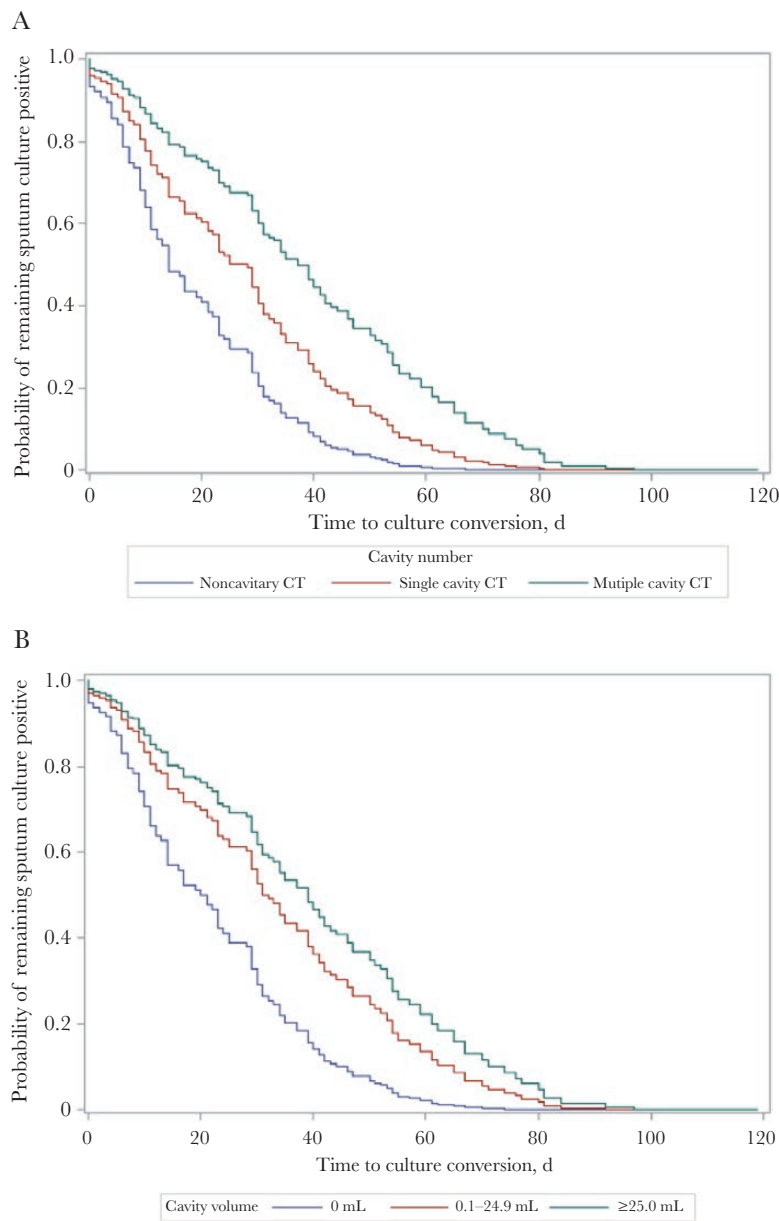 A
Probability of remaining sputum culture positive
1.0
0.8
0.6
0.4
0.2
0
0 20 40 60 80 100 120
Time to culture conversion, d
Cavity number
Noncavitary CT Single cavity CT Mutiple cavity CT
B
Probability of remaining sputum culture positive
1.0
0.8
0.6
0.4
0.2
0
0 20 40 60 80 100 120
Time to culture conversion, d
Cavity volume 0 mL 0.1–24.9 mL ≥25.0 mL